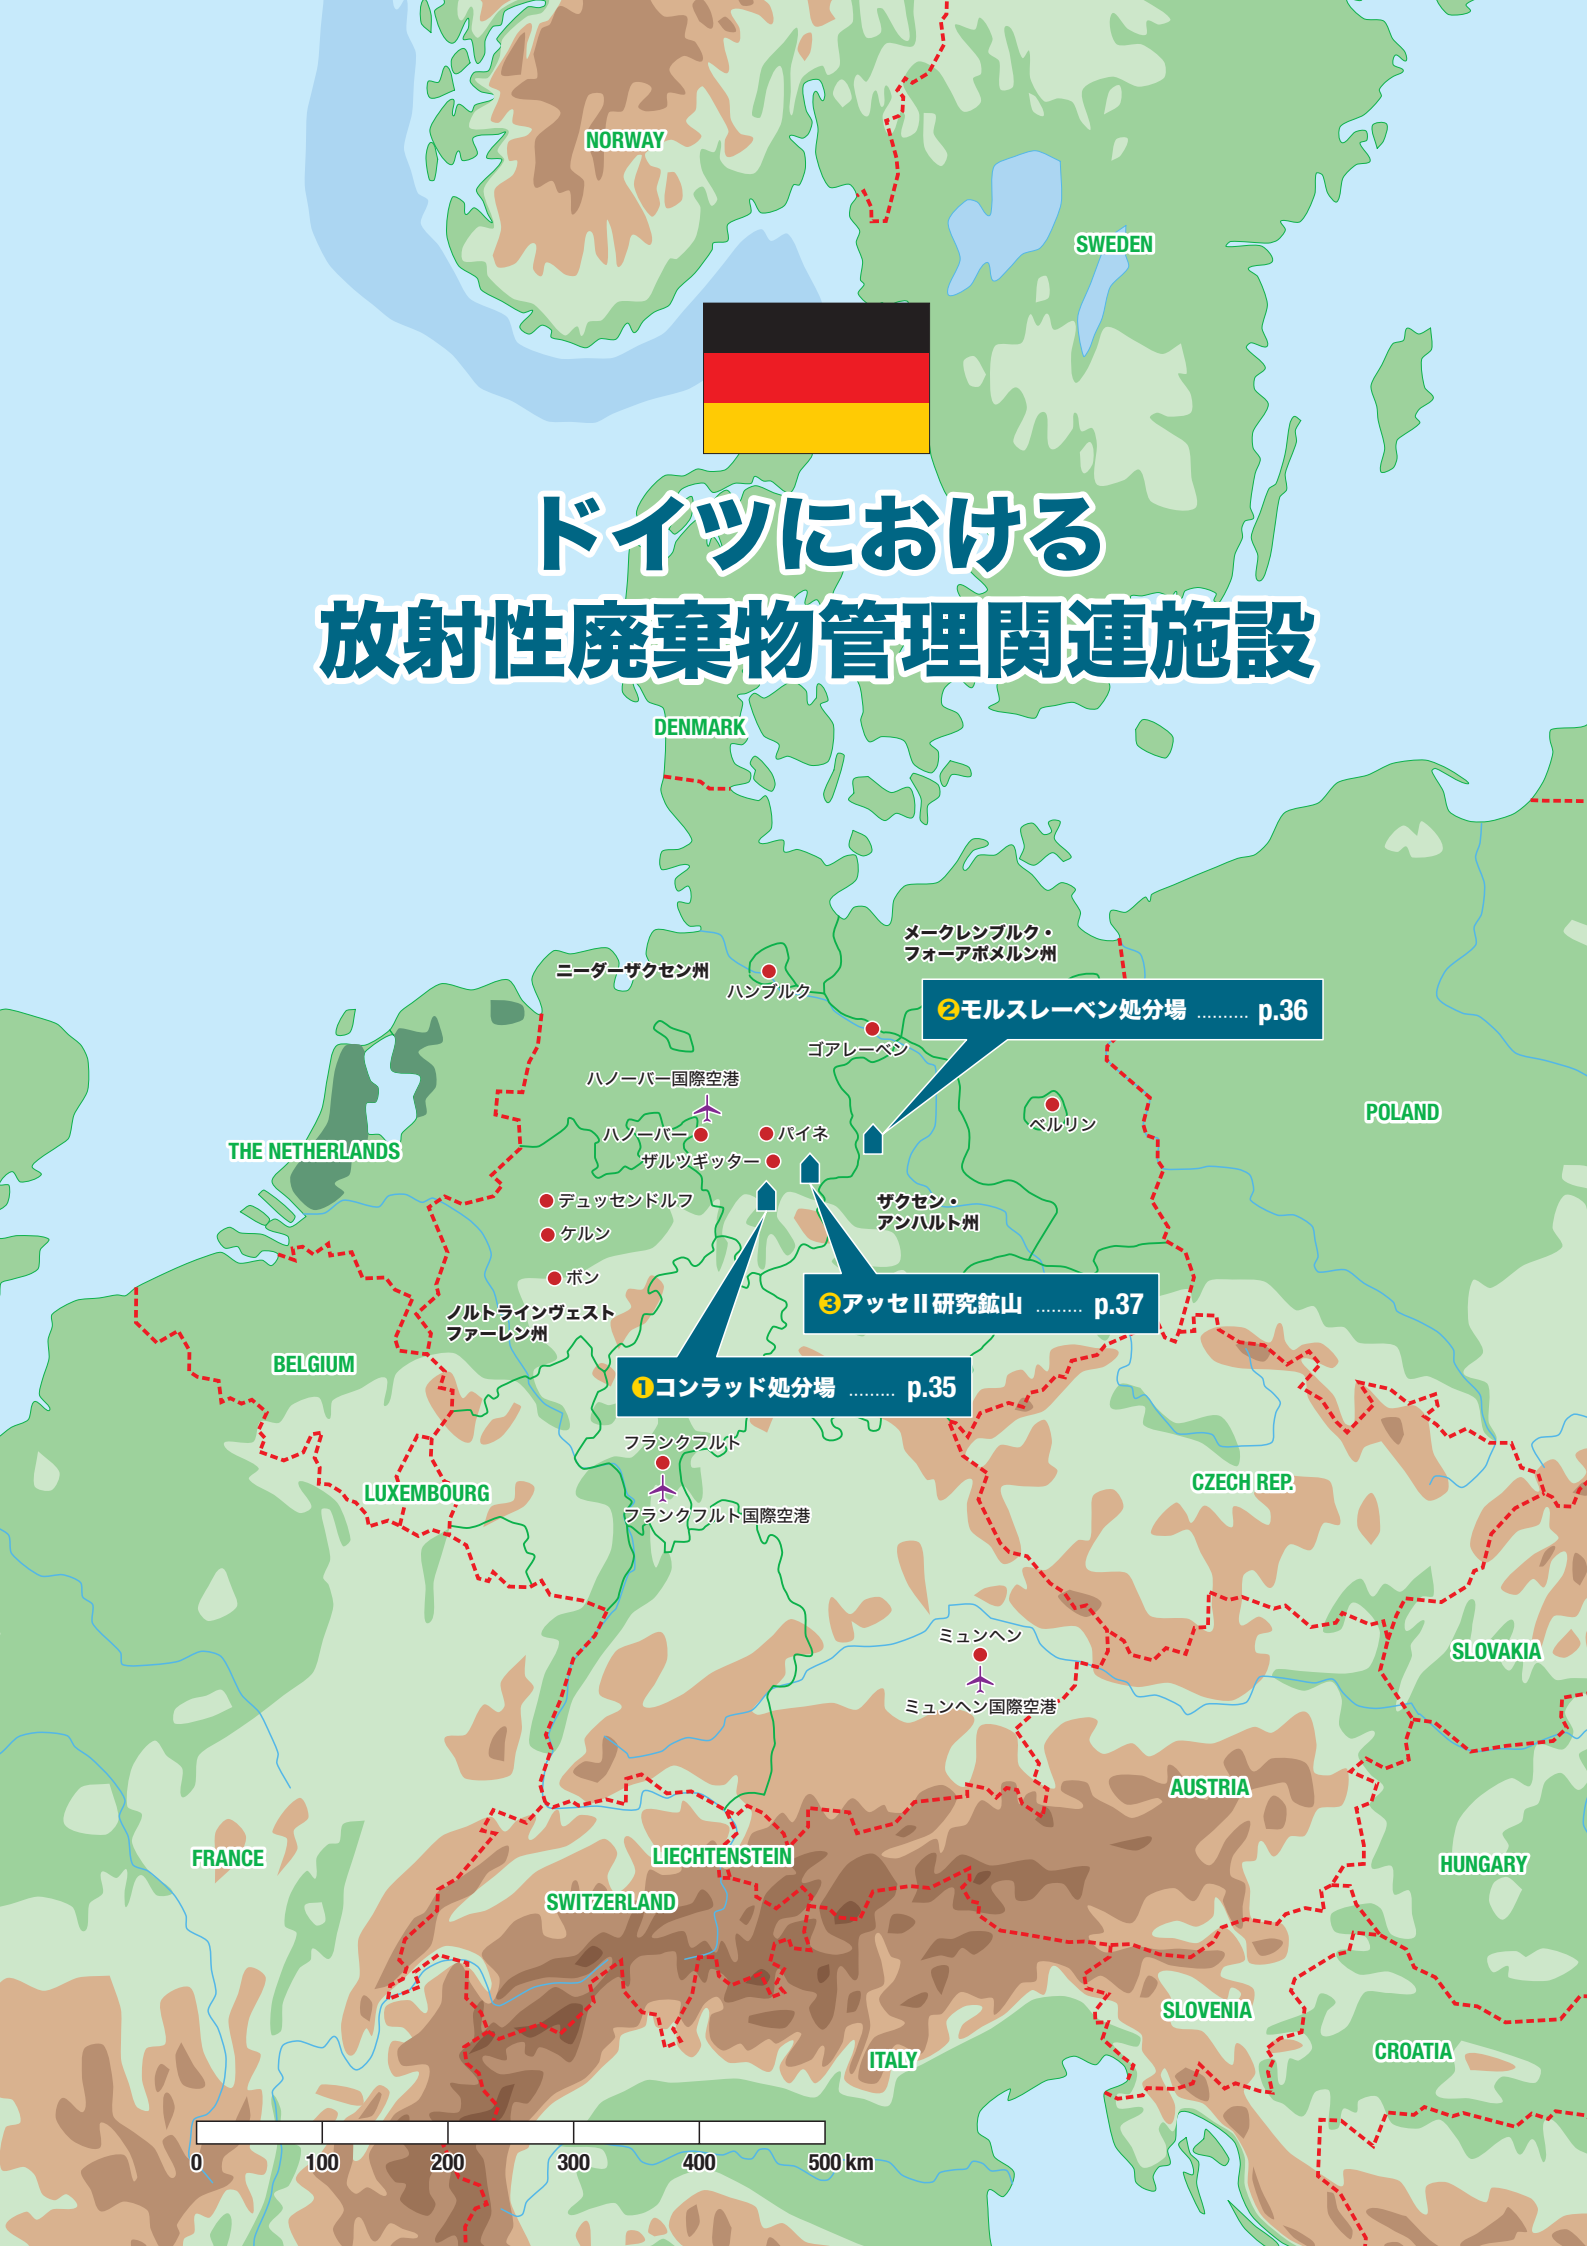 NORWAY
SWEDEN
ドイツにおける
放射性廃棄物管理関連施設
DENMARK
メークレンブルク・
フォーアポメルン州
ニーダーザクセン州
ハンブルク
❷モルスレーベン処分場 .......... p.36
ゴアレーベン
ハノーバー国際空港
POLAND
ベルリン
ハノーバー
パイネ
THE NETHERLANDS
ザルツギッター
デュッセンドルフ
ザクセン・
アンハルト州
ケルン
ボン
❸アッセⅡ研究鉱山 ......... p.37
ノルトラインヴェスト
ファーレン州
BELGIUM
❶コンラッド処分場 ......... p.35
フランクフルト
CZECH REP.
LUXEMBOURG
フランクフルト国際空港
ミュンヘン
SLOVAKIA
ミュンヘン国際空港
AUSTRIA
FRANCE
LIECHTENSTEIN
HUNGARY
SWITZERLAND
SLOVENIA
CROATIA
ITALY
0 100 200 300 400 500 km